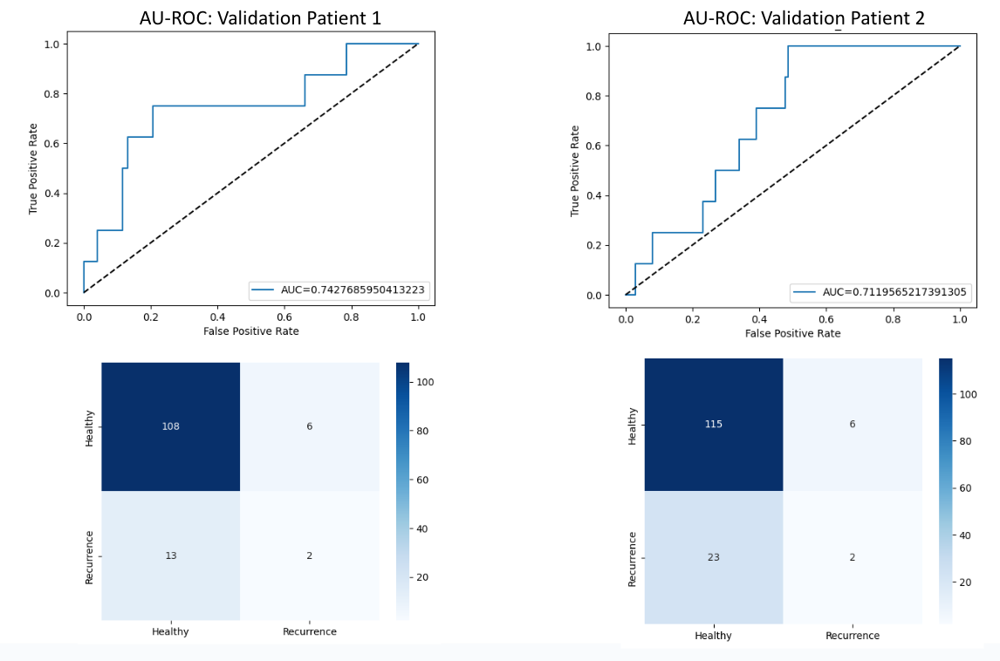 AU-ROC: Validation Patient 1
1.0
0.8
0.6
0.4
0.2
0.0
True Positive Rate
AUC=0.7427685950413223
0.0 0.2 0.4 0.6 0.8 1.0
False Positive Rate
AU-ROC: Validation Patient 2
1.0
0.8
0.6
0.4
0.2
0.0
True Positive Rate
AUC=0.7119565217391305
0.0 0.2 0.4 0.6 0.8 1.0
False Positive Rate
Healthy
108 6
Recurrence
13 2
Healthy Recurrence
100
80
60
40
20
Healthy
115 6
Recurrence
23 2
Healthy Recurrence
100
80
60
40
20